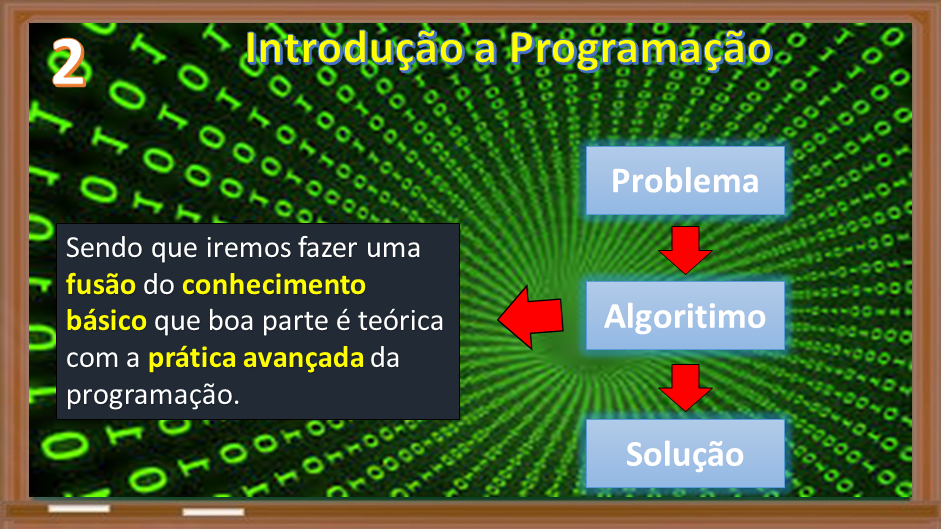 2
Introdução a Programação
Problema
Sendo que iremos fazer uma
fusão do conhecimento
básico que boa parte é teórica
com a prática avançada da
programação.
Algoritimo
Solução